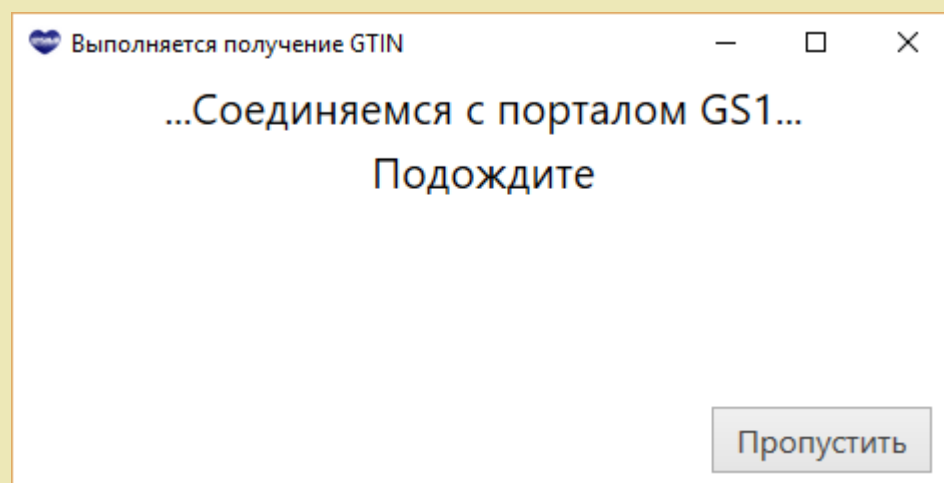 Выполняется получение GTIN
...Соединяемся с порталом GS1...
Подождите
Пропустить